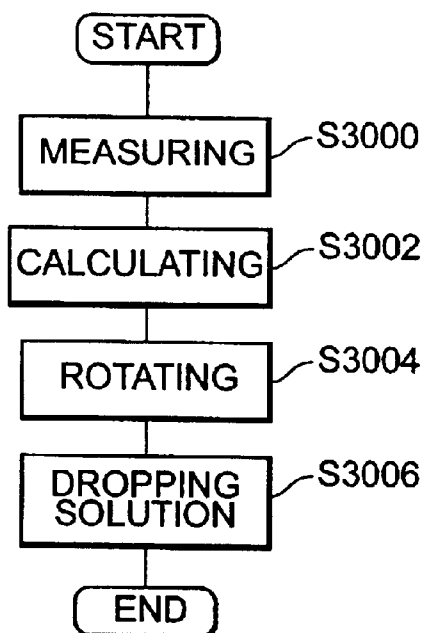 START
MEASURING
S3000
CALCULATING
S3002
ROTATING
S3004
DROPPING
SOLUTION
S3006
END